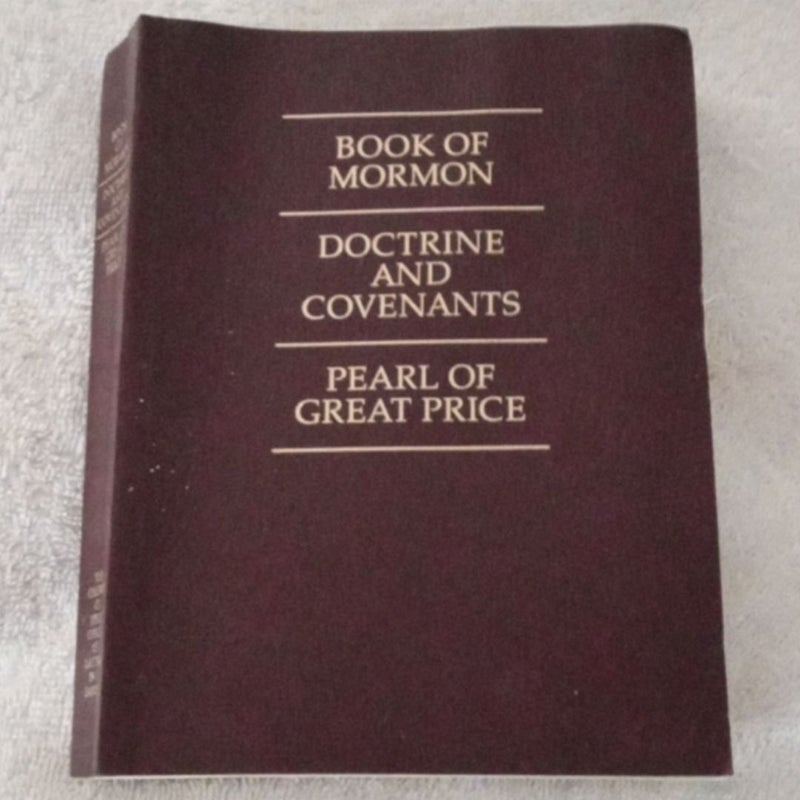 BOOK OF
MORMON
DOCTRINE
AND
COVENANTS
PEARL OF
GREAT PRICE